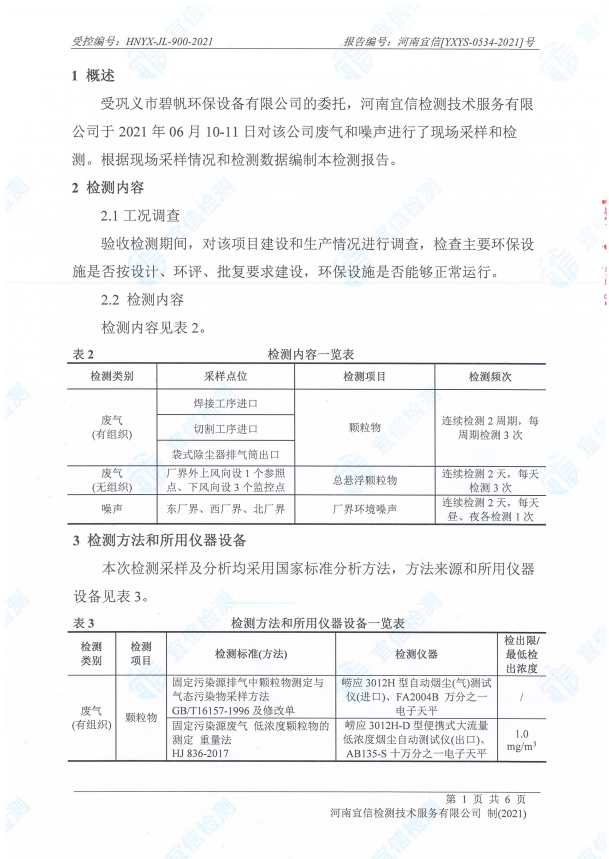 受控编号：HNYX-JL-900-2021 报告编号：河南宜信[YXYS-0534-2021]号
1 概述
受巩义市碧帆环保设备有限公司的委托，河南宜信检测技术服务有限
公司于 2021 年 06 月 10-11 日对该公司废气和噪声进行了现场采样和检
测。根据现场采样情况和检测数据编制本检测报告。
2 检测内容
2.1 工况调查
验收检测期间，对该项目建设和生产情况进行调查，检查主要环保设
施是否按设计、环评、批复要求建设，环保设施是否能够正常运行。
2.2 检测内容
检测内容见表 2。
表 2 检测内容一览表
检测类别 采样点位 检测项目 检测频次
废气
(有组织)
焊接工序进口
切割工序进口
袋式除尘器排气筒出口
颗粒物
连续检测 2 周期，每
周期检测 3 次
废气
(无组织)
厂界外上风向设 1 个参照
点、下风向设 3 个监控点
总悬浮颗粒物
连续检测 2 天，每天
检测 3 次
噪声
东厂界、西厂界、北厂界
厂界环境噪声
连续检测 2 天，每天
昼、夜各检测 1 次
3 检测方法和所用仪器设备
本次检测采样及分析均采用国家标准分析方法，方法来源和所用仪器
设备见表 3。
表 3 检测方法和所用仪器设备一览表
检测
类别
检测
项目
检测标准(方法)
检测仪器
检出限/
最低检
出浓度
废气
(有组织)
颗粒物
固定污染源排气中颗粒物测定与
气态污染物采样方法
GB/T16157-1996 及修改单
崂应 3012H 型自动烟尘(气)测试
仪(进口)、FA2004B 万分之一
电子天平
/
固定污染源废气 低浓度颗粒物的
测定 重量法
HJ 836-2017
崂应 3012H-D 型便携式大流量
低浓度烟尘自动测试仪(出口)、
AB135-S 十万分之一电子天平
1.0
mg/m³
第 1 页 共 6 页
河南宜信检测技术服务有限公司 制(2021)
宜信检测